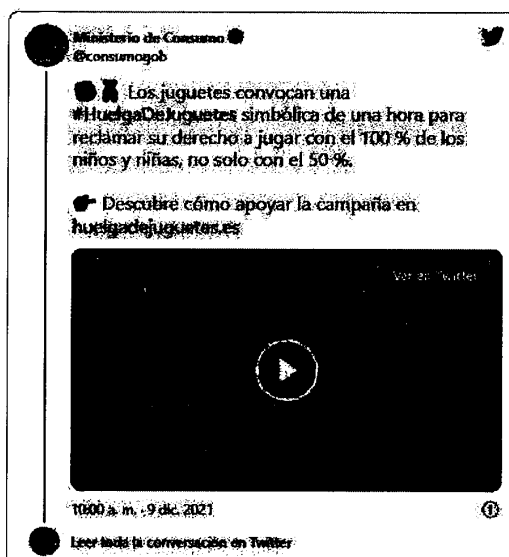 Ministerio de Consumo
@consumogob
Los juguetes convocan una
#HuelgaDeJuguetes simbólica de una hora para
reclamar su derecho a jugar con el 100 % de los
niños y niñas, no solo con el 50 %.
Descubre cómo apoyar la campaña en
huelgadejuguetes.es
Ver en Twitter
10:00 a. m. · 9 dic. 2021
Leer toda la conversación en Twitter